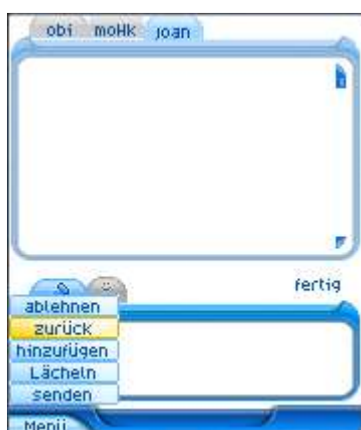 obi moHk joan
fertig
ablehnen
zurück
hinzufügen
Lächeln
senden
Menü